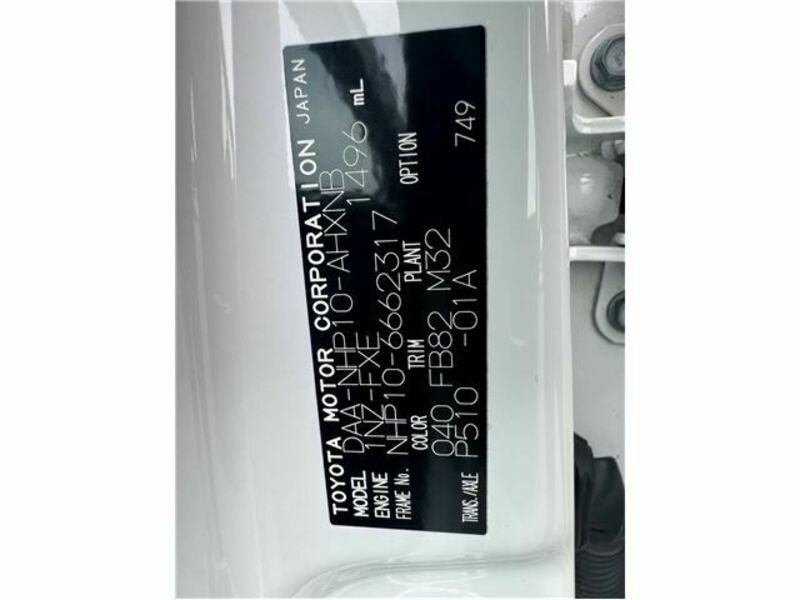 TOYOTA MOTOR CORPORATION JAPAN
MODEL DAA-NHP10-AHXNB
ENGINE 1NZ-FXE 1496 mL
FRAME No. NHP10-6662317
COLOR TRIM PLANT OPTION
040 FB82 M32
TRANS./AXLE P510 -01A 749